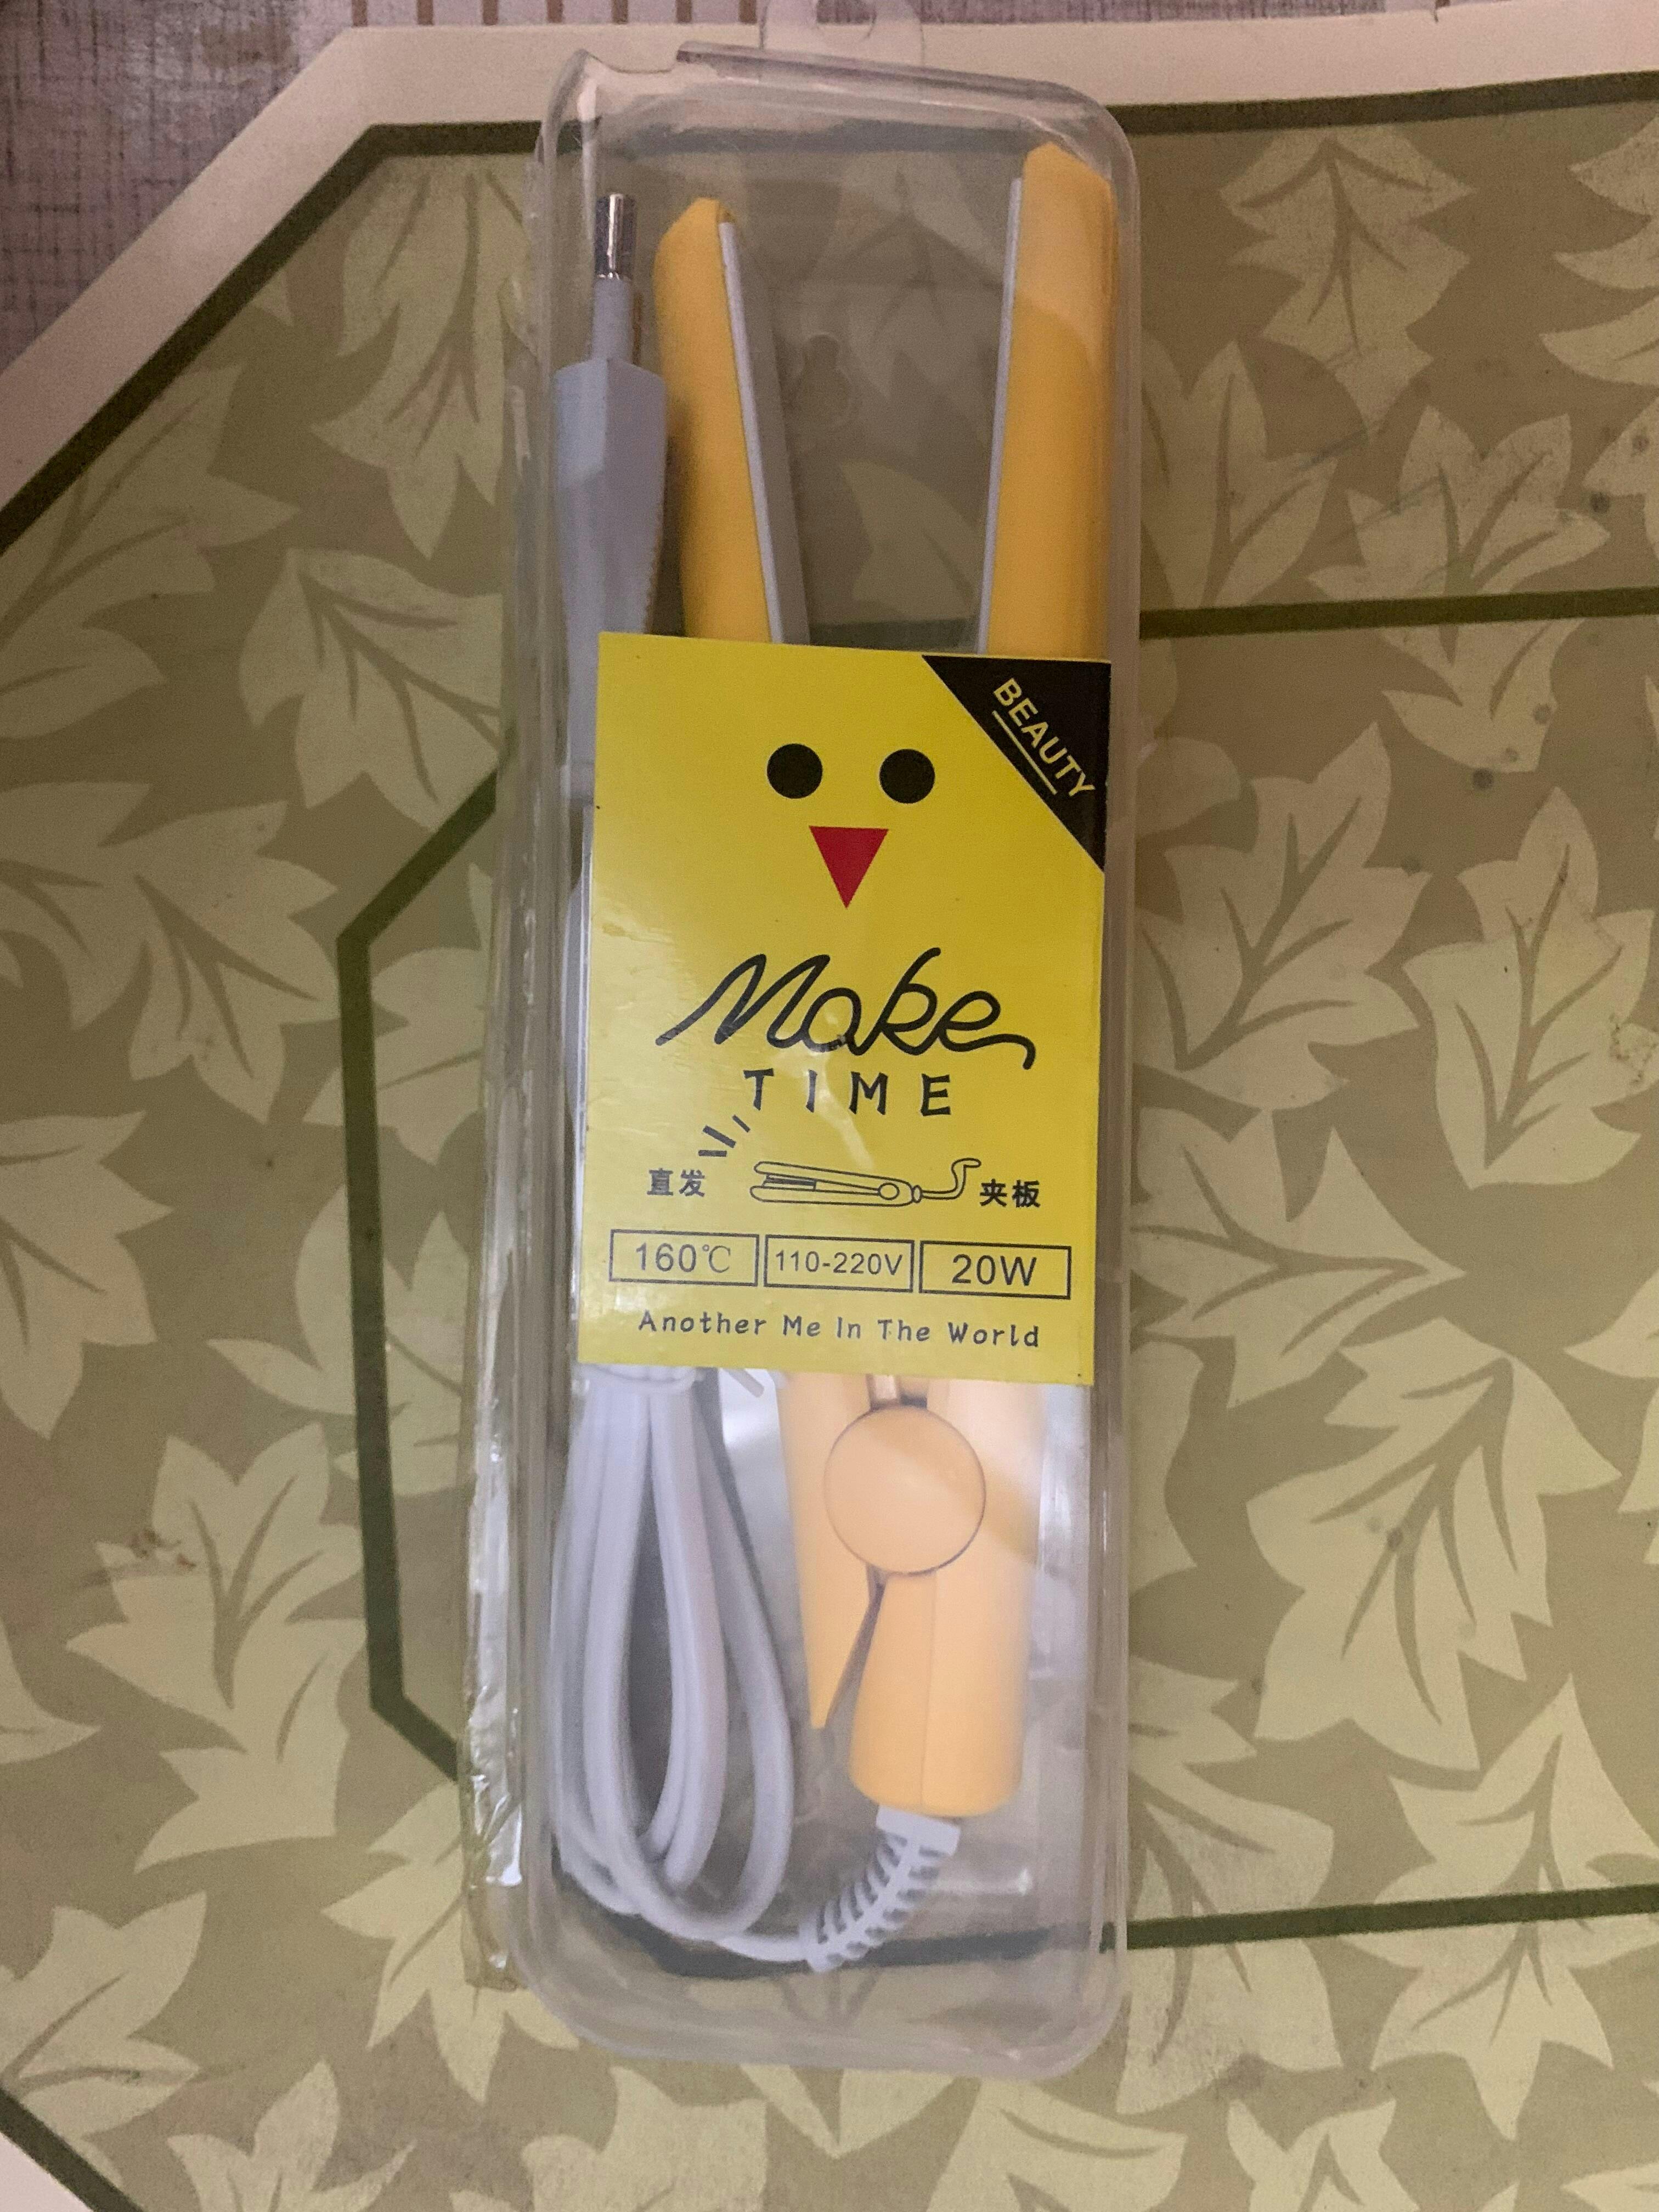 BEAUTY
Make
TIME
直发 夹板
160℃ 110-220V 20W
Another Me In The World